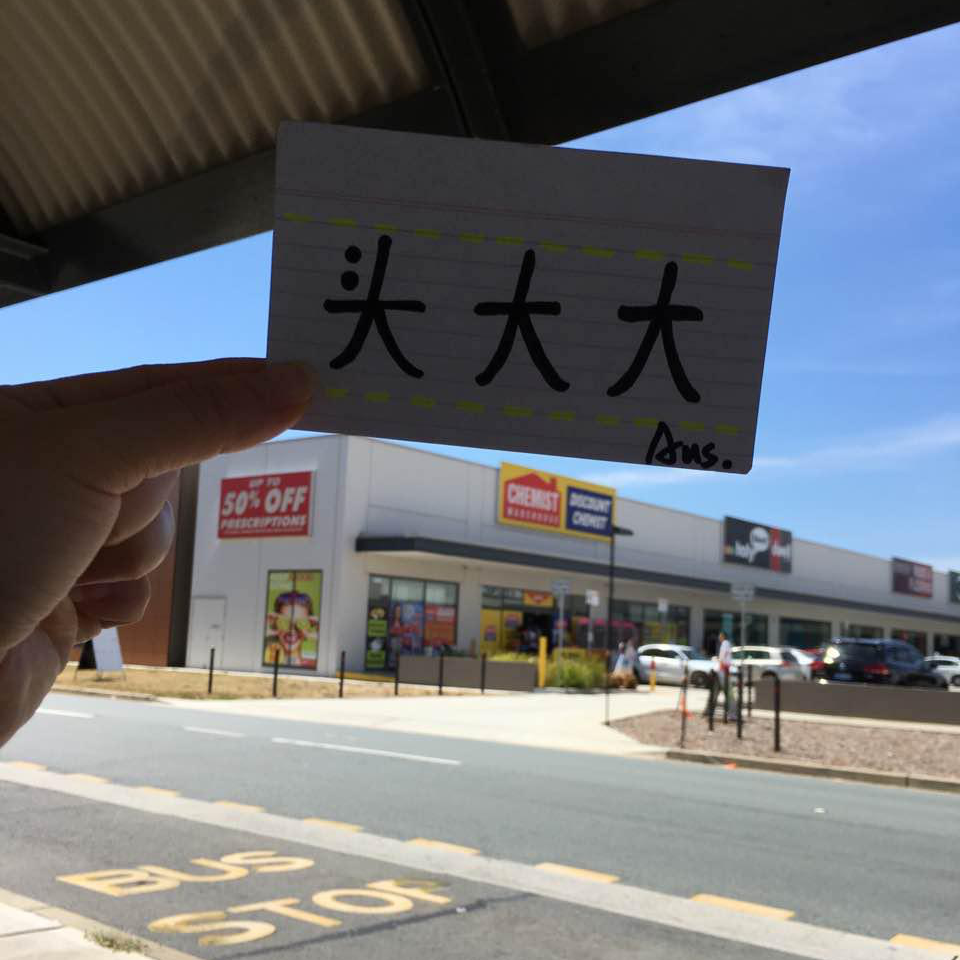 头大大
Aus.
UP TO
50% OFF
PRESCRIPTIONS
CHEMIST
WAREHOUSE
DISCOUNT
CHEMIST
BUS
STOP